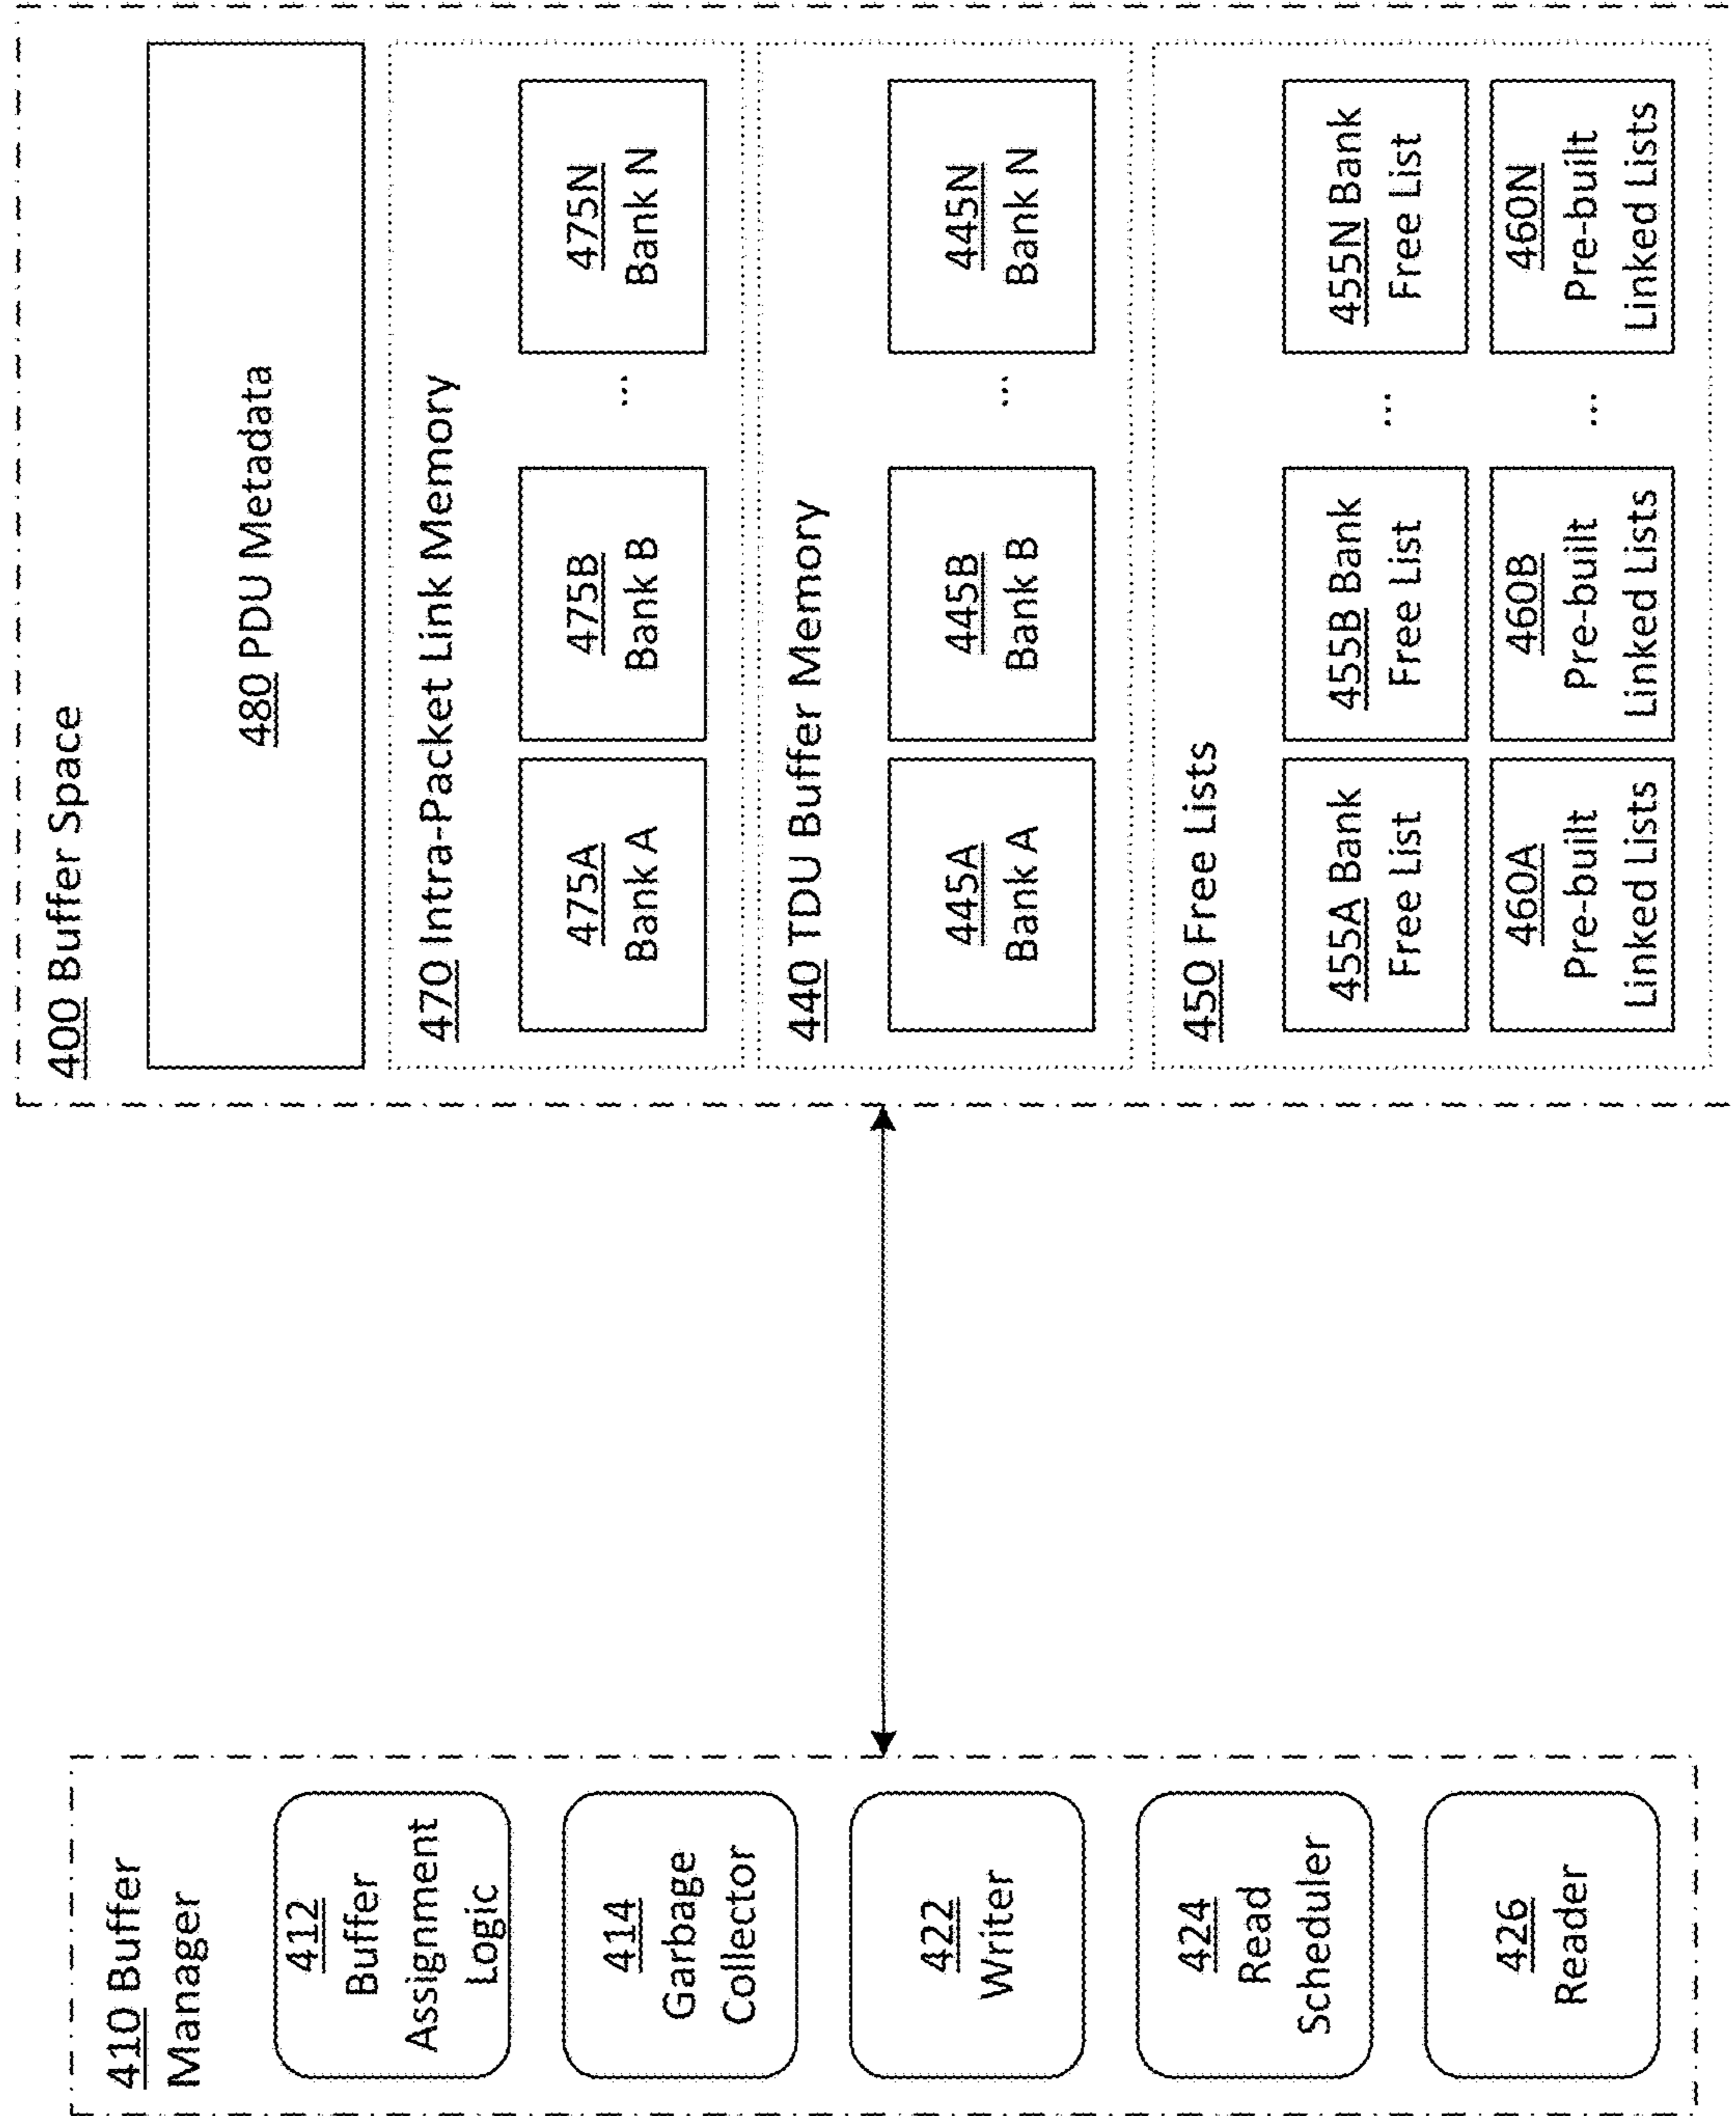 410 Buffer
Manager
412
Buffer
Assignment
Logic
414
Garbage
Collector
422
Writer
424
Read
Scheduler
426
Reader
400 Buffer Space
480 PDU Metadata
470 Intra-Packet Link Memory
475A
Bank A
475B
Bank B
...
475N
Bank N
440 TDU Buffer Memory
445A
Bank A
445B
Bank B
...
445N
Bank N
450 Free Lists
455A Bank
Free List
455B Bank
Free List
...
455N Bank
Free List
460A
Pre-built
Linked Lists
460B
Pre-built
Linked Lists
...
460N
Pre-built
Linked Lists